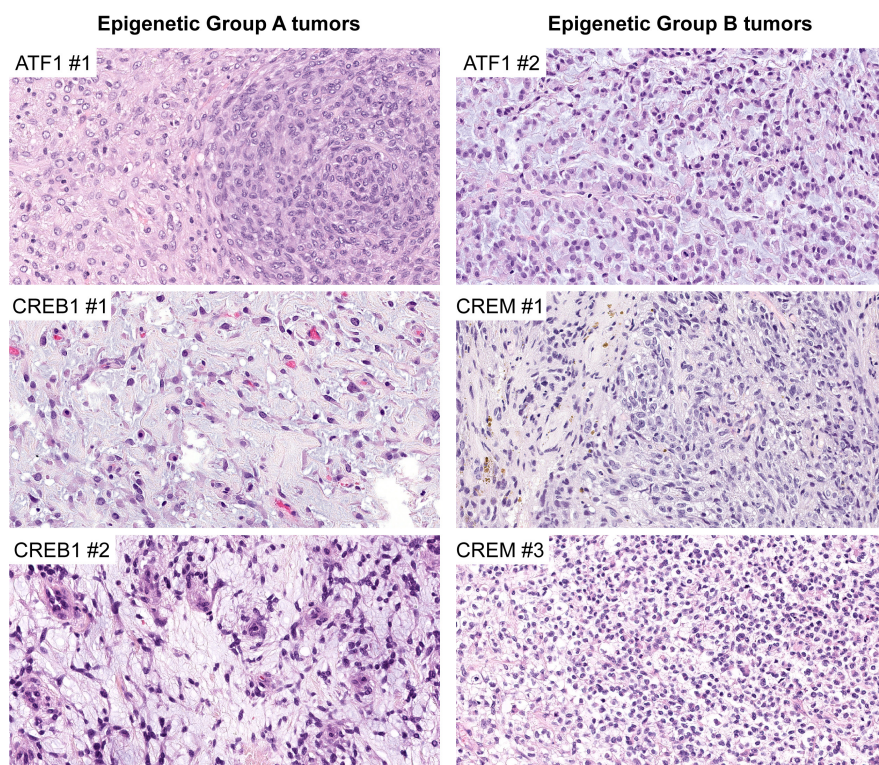 Epigenetic Group A tumors
Epigenetic Group B tumors
ATF1 #1
ATF1 #2
CREB1 #1
CREM #1
CREB1 #2
CREM #3